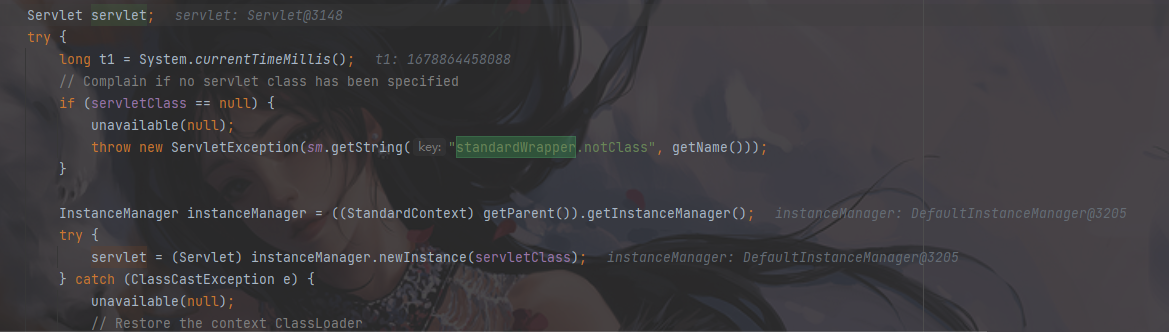 Servlet servlet;   servlet: Servlet@3148
try {
    long t1 = System.currentTimeMillis();   t1: 1678864458088
    // Complain if no servlet class has been specified
    if (servletClass == null) {
        unavailable(null);
        throw new ServletException(sm.getString( key: "standardWrapper.notClass", getName()));
    }
    InstanceManager instanceManager = ((StandardContext) getParent()).getInstanceManager();   instanceManager: DefaultInstanceManager@3205
    try {
        servlet = (Servlet) instanceManager.newInstance(servletClass);   instanceManager: DefaultInstanceManager@3205
    } catch (ClassCastException e) {
        unavailable(null);
        // Restore the context ClassLoader